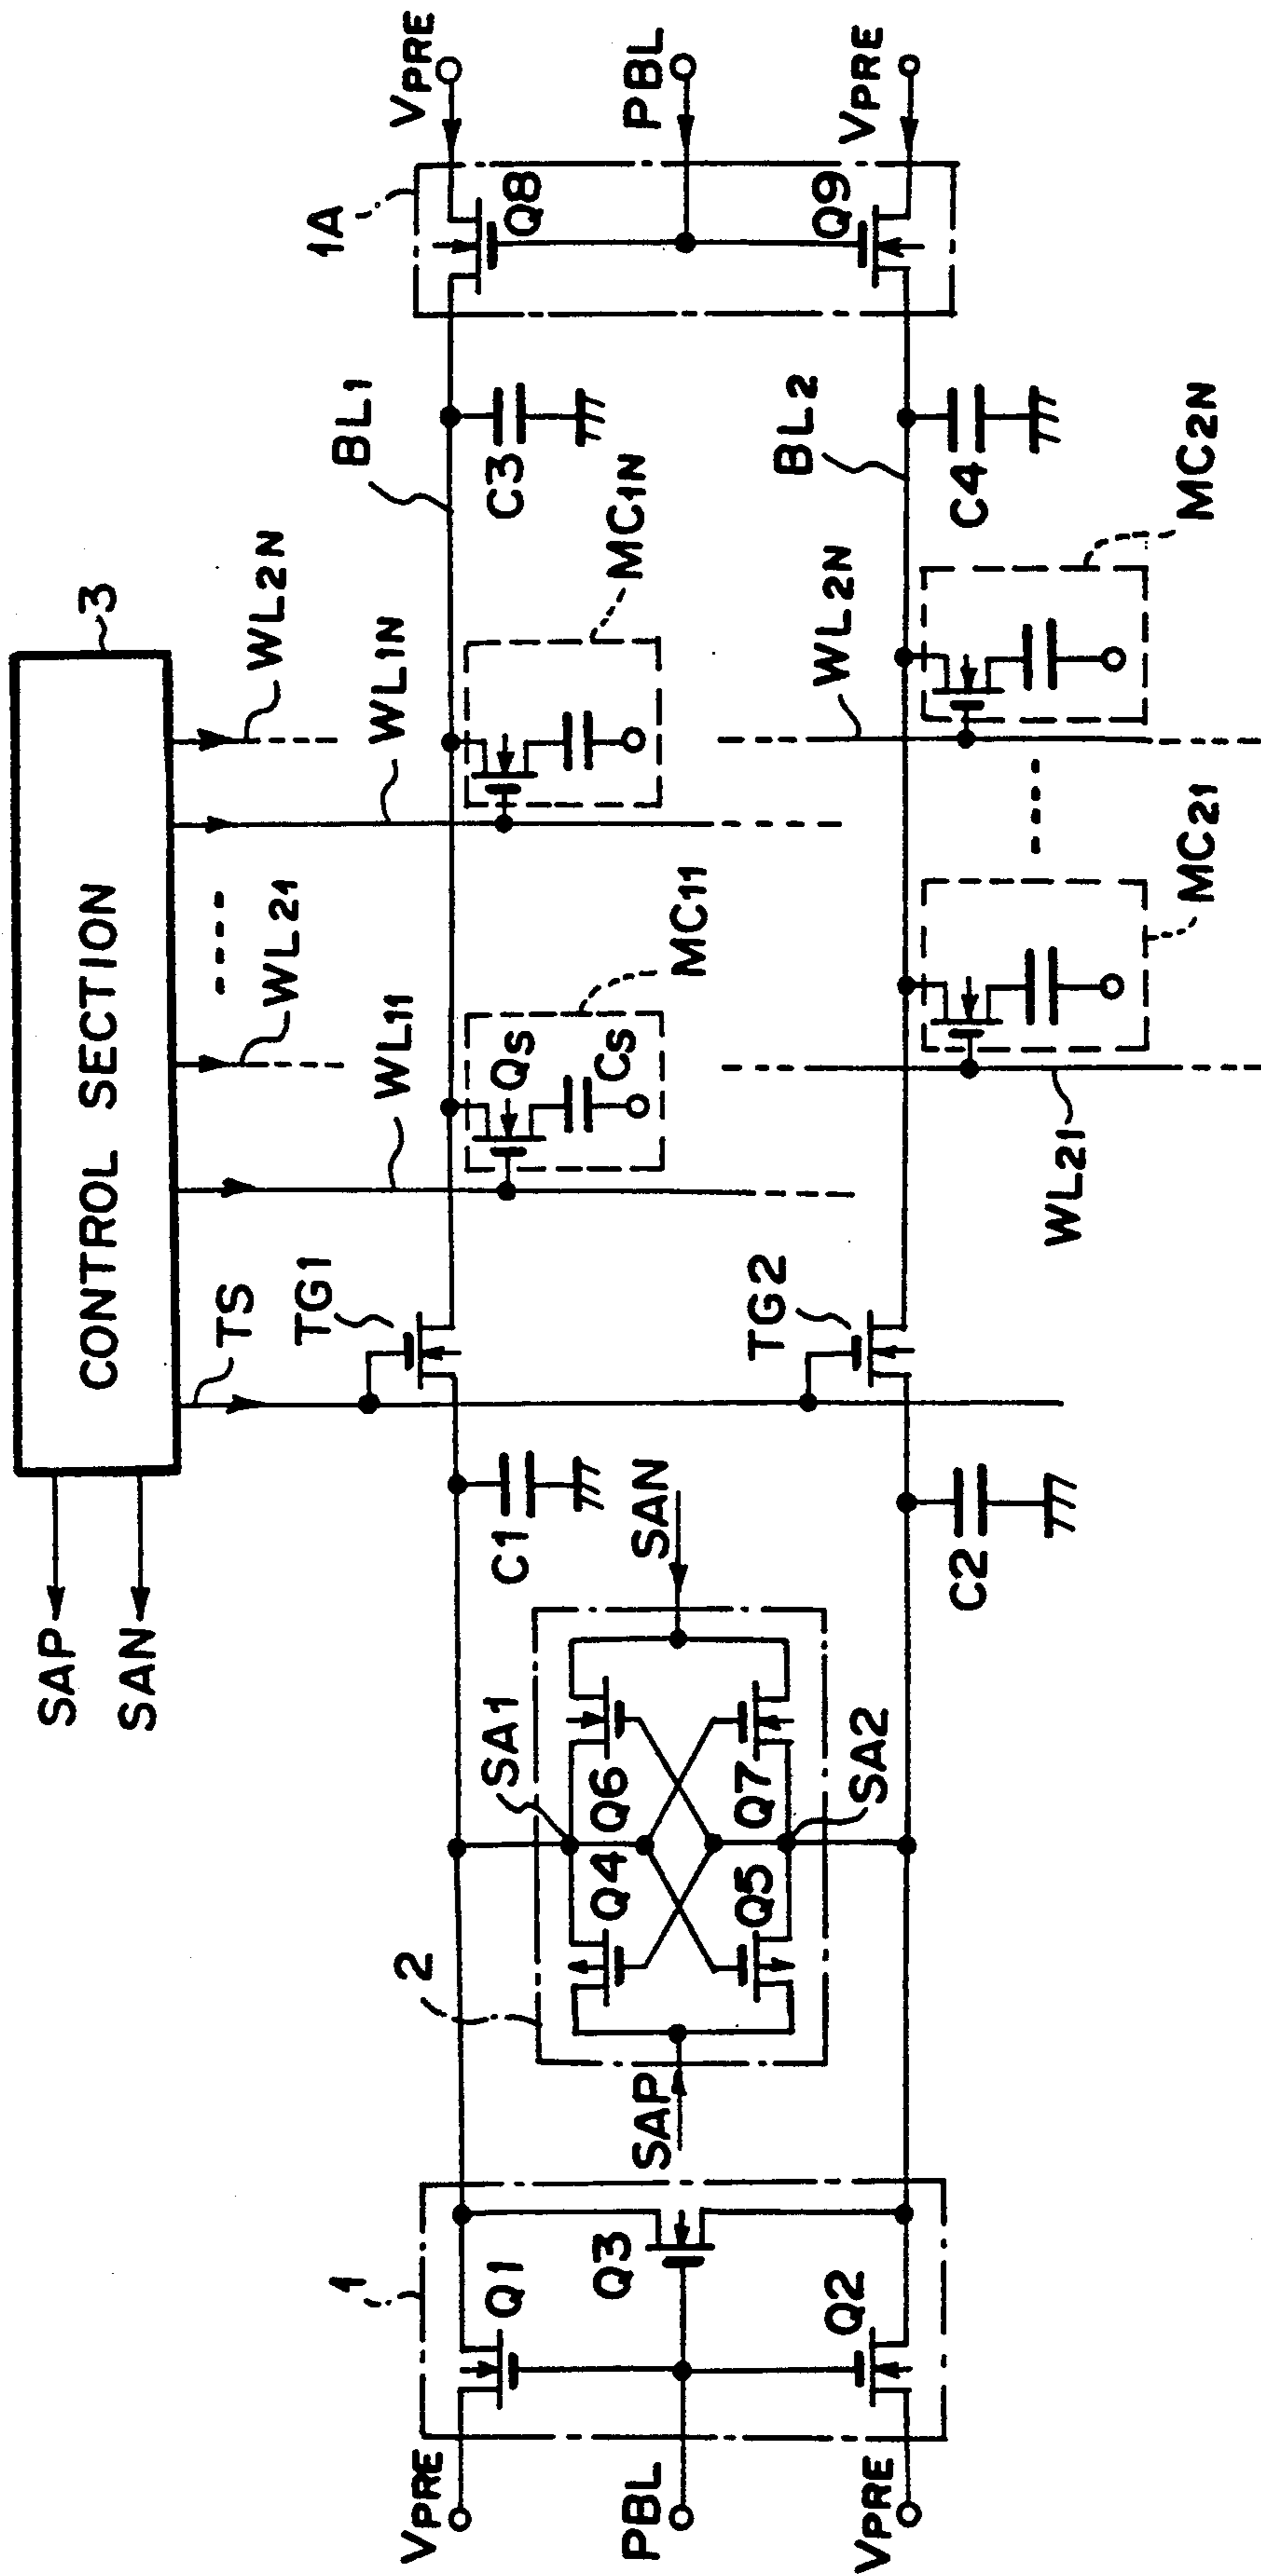 SAP
SAN
CONTROL SECTION
3
TS
WL11
WL21
WL1N
WL2N
1A
VPRE
Q8
PBL
Q9
VPRE
BL1
C3
MC1N
MC11
Qs
Cs
TG1
C1
SAN
SA1
Q6
Q4
Q7
Q5
SA2
2
SAP
1
Q1
Q3
Q2
VPRE
PBL
VPRE
C2
TG2
WL21
MC21
WL2N
MC2N
BL2
C4